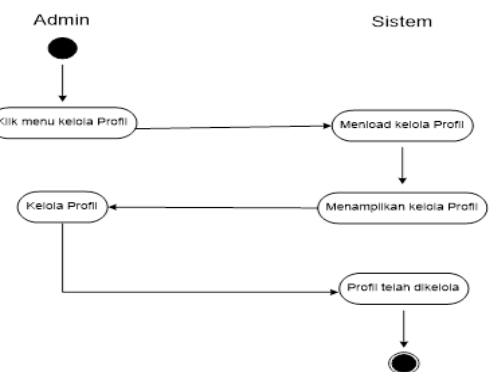 Admin
Sistem
Klik menu kelola Profil
Menload kelola Profil
Kelola Profil
Menampilkan kelola Profil
Profil telah dikelola